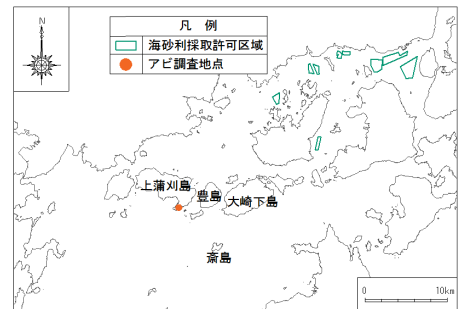 N
凡 例
海砂利採取許可区域
アビ調査地点
上蒲刈島
豊島
大崎下島
斎島
0 10km